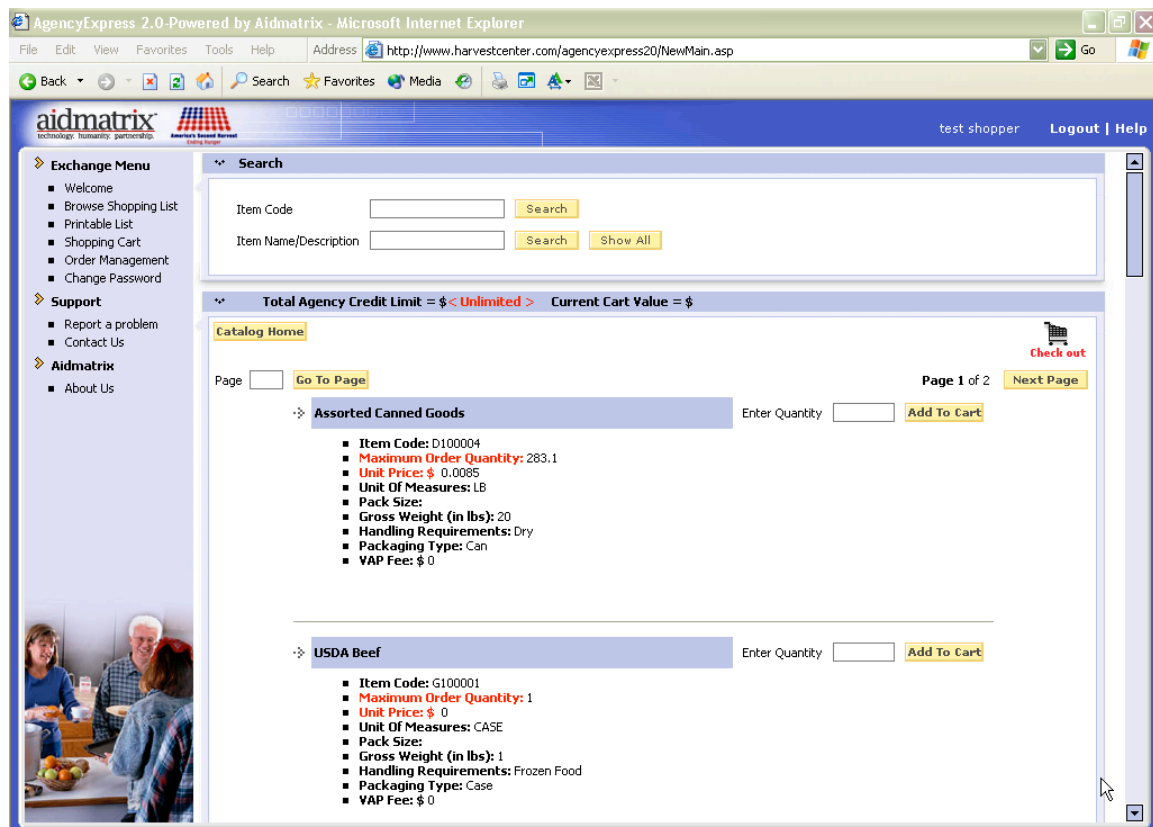 AgencyExpress 2.0-Powered by Aidmatrix - Microsoft Internet Explorer
File Edit View Favorites Tools Help Address http://www.harvestcenter.com/agencyexpress20/NewMain.asp Go
Back Search Favorites Media
aidmatrix
technology. humanity. partnership.
America's Second Harvest
Ending Hunger
test shopper Logout | Help
Exchange Menu
Welcome
Browse Shopping List
Printable List
Shopping Cart
Order Management
Change Password
Support
Report a problem
Contact Us
Aidmatrix
About Us
Search
Item Code Search
Item Name/Description Search Show All
Total Agency Credit Limit = $< Unlimited > Current Cart Value = $
Catalog Home
Check out
Page Go To Page Page 1 of 2 Next Page
Assorted Canned Goods Enter Quantity Add To Cart
Item Code: D100004
Maximum Order Quantity: 283.1
Unit Price: $ 0.0085
Unit Of Measures: LB
Pack Size:
Gross Weight (in lbs): 20
Handling Requirements: Dry
Packaging Type: Can
VAP Fee: $ 0
USDA Beef Enter Quantity Add To Cart
Item Code: G100001
Maximum Order Quantity: 1
Unit Price: $ 0
Unit Of Measures: CASE
Pack Size:
Gross Weight (in lbs): 1
Handling Requirements: Frozen Food
Packaging Type: Case
VAP Fee: $ 0